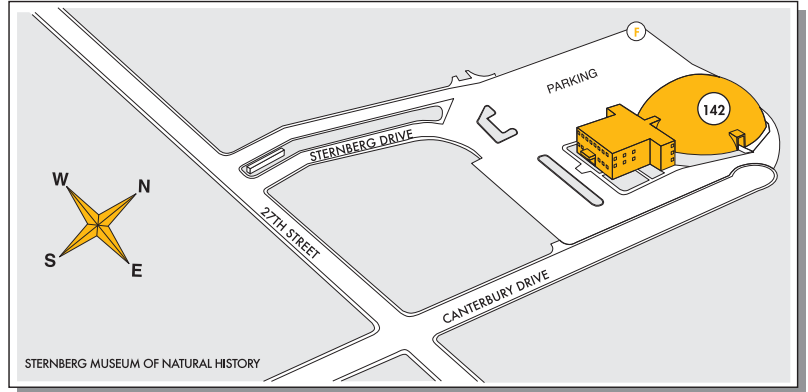 F
PARKING
142
STERNBERG DRIVE
W
N
27TH STREET
S
E
CANTERBURY DRIVE
STERNBERG MUSEUM OF NATURAL HISTORY